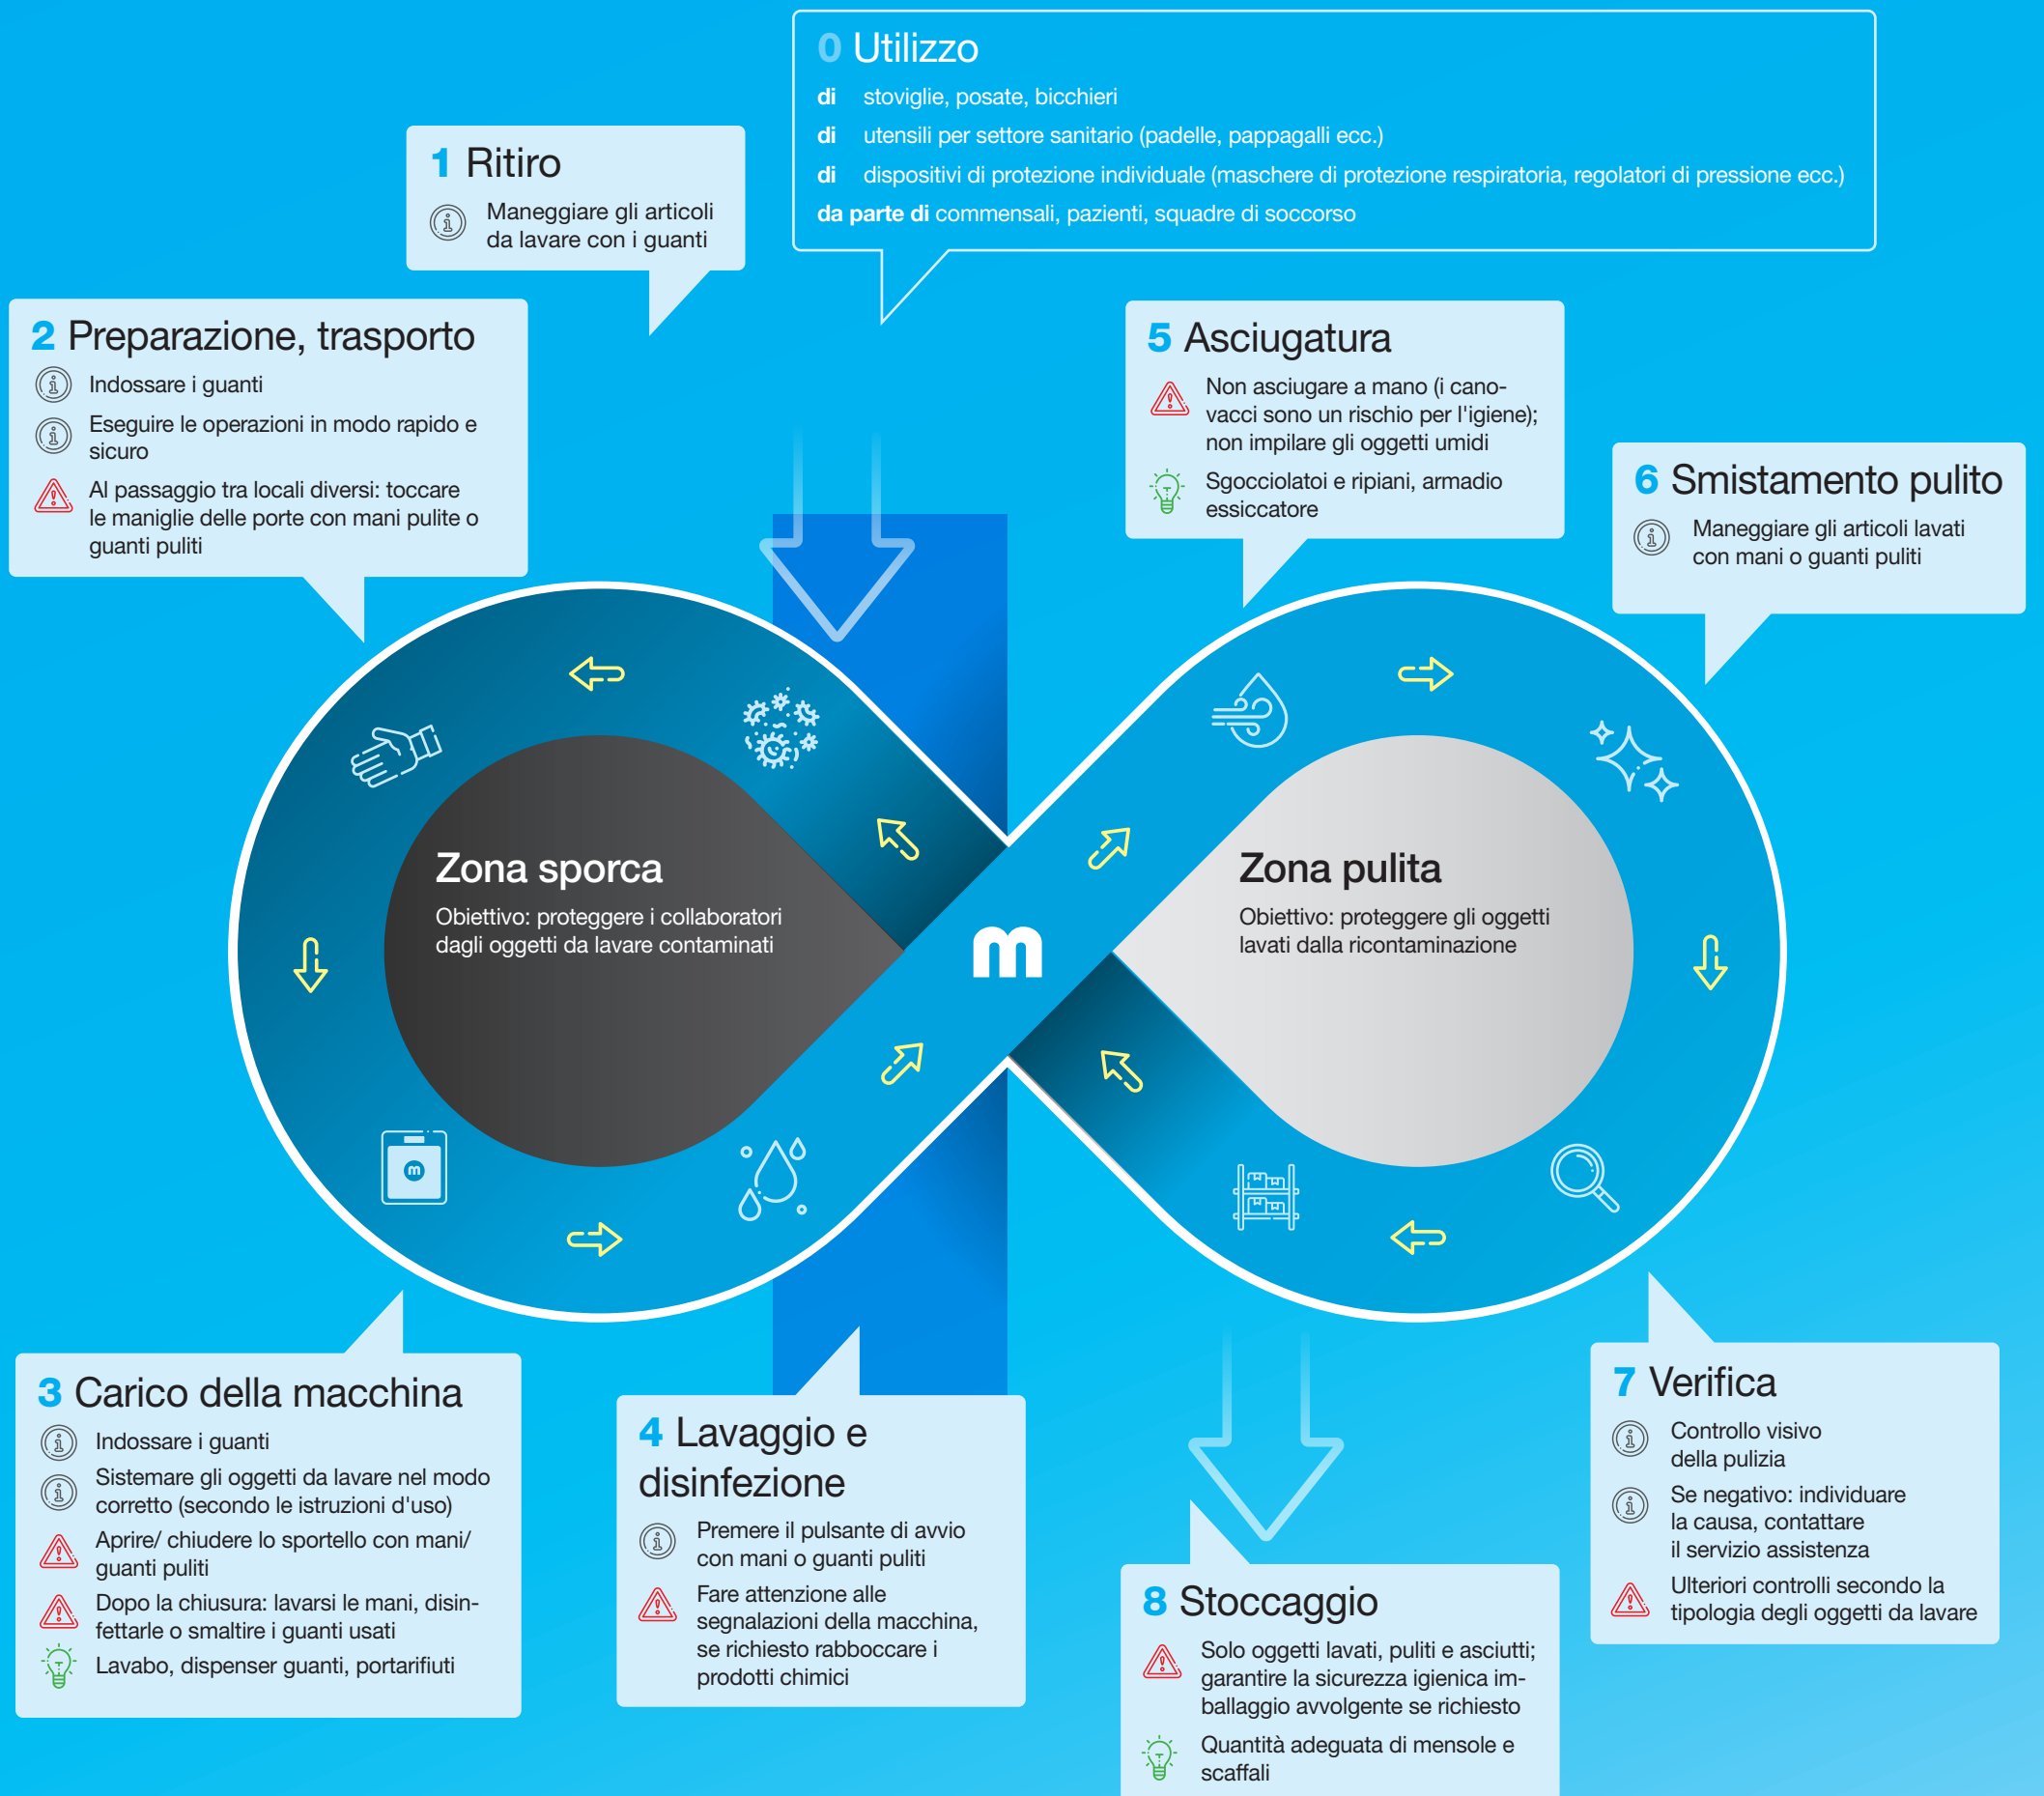 0 Utilizzo
di stoviglie, posate, bicchieri
di utensili per settore sanitario (padelle, pappagalli ecc.)
di dispositivi di protezione individuale (maschere di protezione respiratoria, regolatori di pressione ecc.)
da parte di commensali, pazienti, squadre di soccorso
1 Ritiro
Maneggiare gli articoli
da lavare con i guanti
2 Preparazione, trasporto
Indossare i guanti
Eseguire le operazioni in modo rapido e
sicuro
Al passaggio tra locali diversi: toccare
le maniglie delle porte con mani pulite o
guanti puliti
5 Asciugatura
Non asciugare a mano (i cano-
vacci sono un rischio per l'igiene);
non impilare gli oggetti umidi
Sgocciolatoi e ripiani, armadio
essiccatore
6 Smistamento pulito
Maneggiare gli articoli lavati
con mani o guanti puliti
Zona sporca
Obiettivo: proteggere i collaboratori
dagli oggetti da lavare contaminati
m
Zona pulita
Obiettivo: proteggere gli oggetti
lavati dalla ricontaminazione
m
3 Carico della macchina
Indossare i guanti
Sistemare gli oggetti da lavare nel modo
corretto (secondo le istruzioni d'uso)
Aprire/ chiudere lo sportello con mani/
guanti puliti
Dopo la chiusura: lavarsi le mani, disin-
fettarle o smaltire i guanti usati
Lavabo, dispenser guanti, portarifiuti
4 Lavaggio e
disinfezione
Premere il pulsante di avvio
con mani o guanti puliti
Fare attenzione alle
segnalazioni della macchina,
se richiesto rabboccare i
prodotti chimici
7 Verifica
Controllo visivo
della pulizia
Se negativo: individuare
la causa, contattare
il servizio assistenza
Ulteriori controlli secondo la
tipologia degli oggetti da lavare
8 Stoccaggio
Solo oggetti lavati, puliti e asciutti;
garantire la sicurezza igienica im-
ballaggio avvolgente se richiesto
Quantità adeguata di mensole e
scaffali